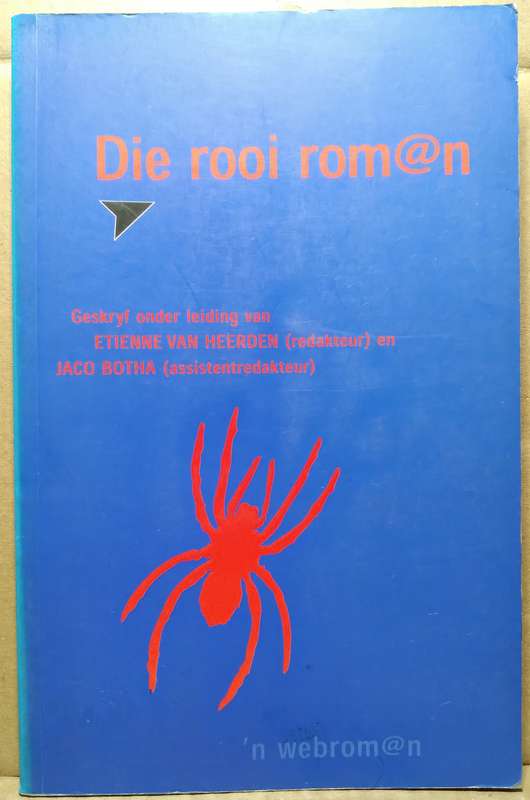 Die rooi rom@n
Geskryf onder leiding van
ETIENNE VAN HEERDEN (redakteur) en
JACO BOTHA (assistentredakteur)
'n webrom@n